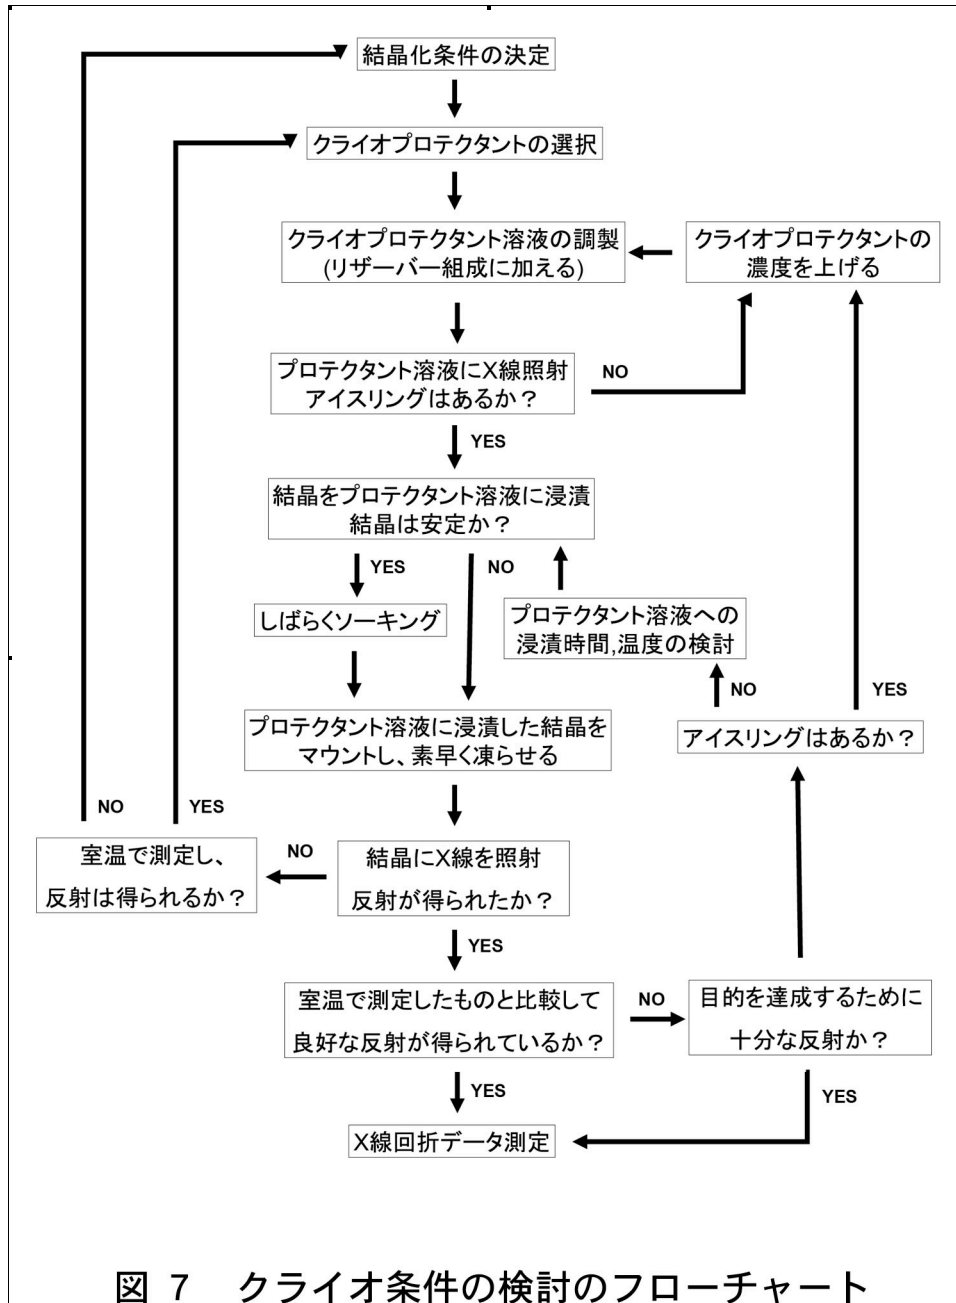 結晶化条件の決定
クライオプロテクタントの選択
クライオプロテクタント溶液の調製
(リザーバー組成に加える)
クライオプロテクタントの
濃度を上げる
プロテクタント溶液にX線照射
アイスリングはあるか？
NO
YES
結晶をプロテクタント溶液に浸漬
結晶は安定か？
YES
NO
しばらくソーキング
プロテクタント溶液への
浸漬時間,温度の検討
NO
YES
プロテクタント溶液に浸漬した結晶を
マウントし、素早く凍らせる
アイスリングはあるか？
NO
YES
室温で測定し、
反射は得られるか？
NO
結晶にX線を照射
反射が得られたか？
YES
室温で測定したものと比較して
良好な反射が得られているか？
NO
目的を達成するために
十分な反射か？
YES
YES
X線回折データ測定
図 7 クライオ条件の検討のフローチャート